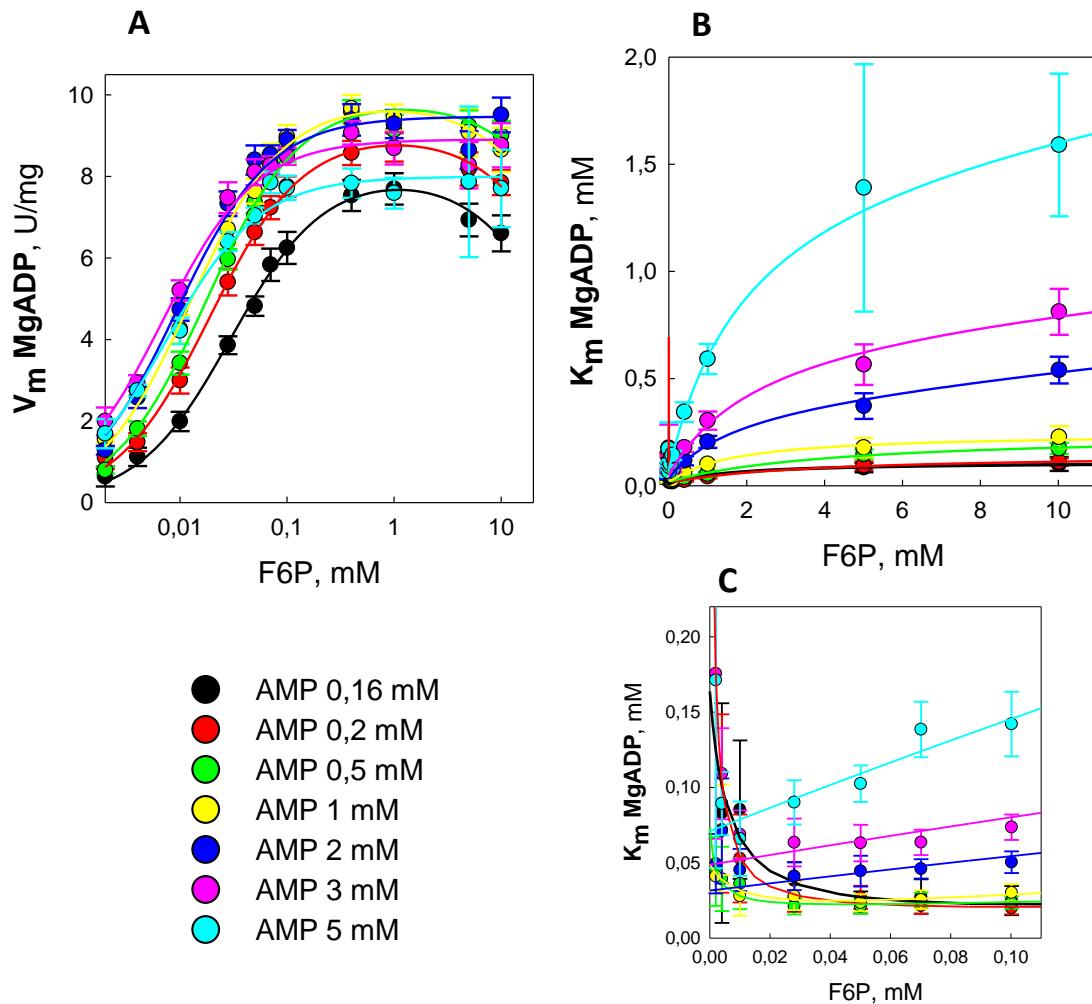 A
V_m MgADP, U/mg
10
8
6
4
2
0
0,01
0,1
1
10
F6P, mM
B
K_m MgADP, mM
2,0
1,5
1,0
0,5
0,0
0
2
4
6
8
10
F6P, mM
C
K_m MgADP, mM
0,20
0,15
0,10
0,05
0,00
0,00
0,02
0,04
0,06
0,08
0,10
F6P, mM
AMP 0,16 mM
AMP 0,2 mM
AMP 0,5 mM
AMP 1 mM
AMP 2 mM
AMP 3 mM
AMP 5 mM